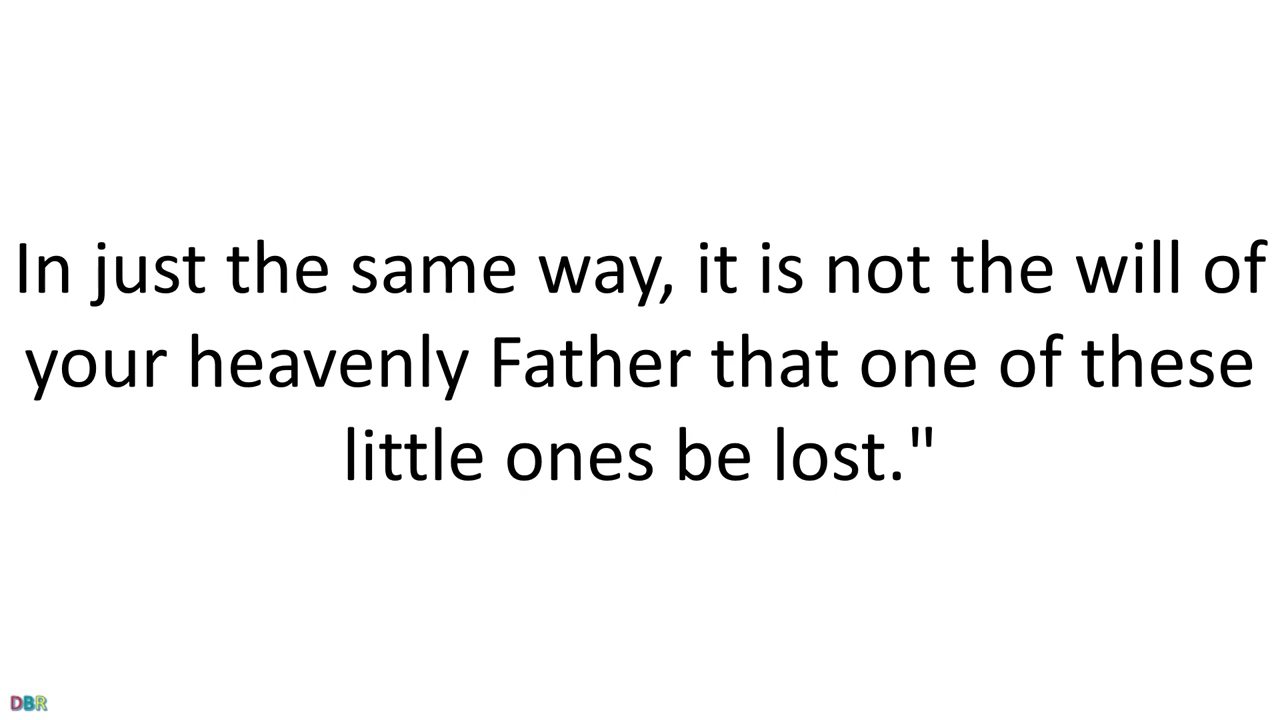 In just the same way, it is not the will of
your heavenly Father that one of these
little ones be lost."
DBR